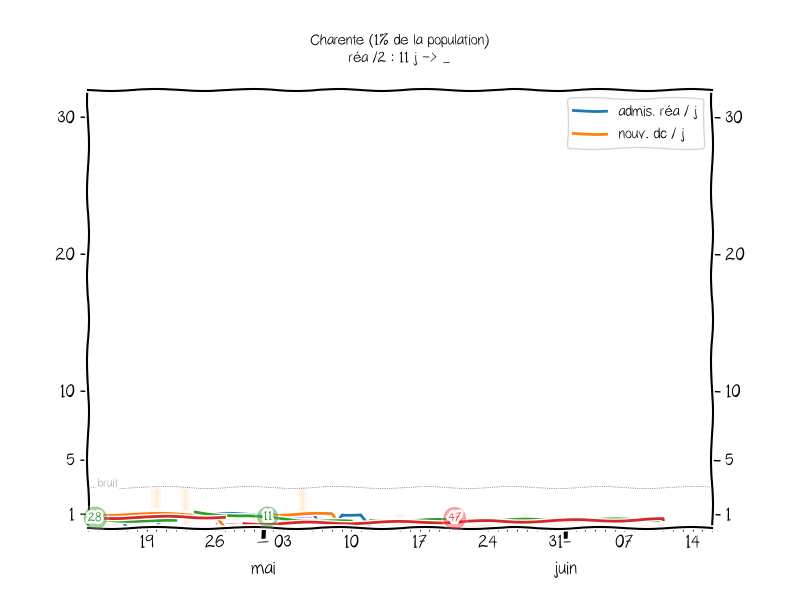 Charente (1% de la population)
réa /2 : 11 j -> _
admis. réa / j
nouv. dc / j
30 30
20 20
10 10
5 5
bruit
1 1
28 11 47
19 26 03 10 17 24 31 07 14
mai juin